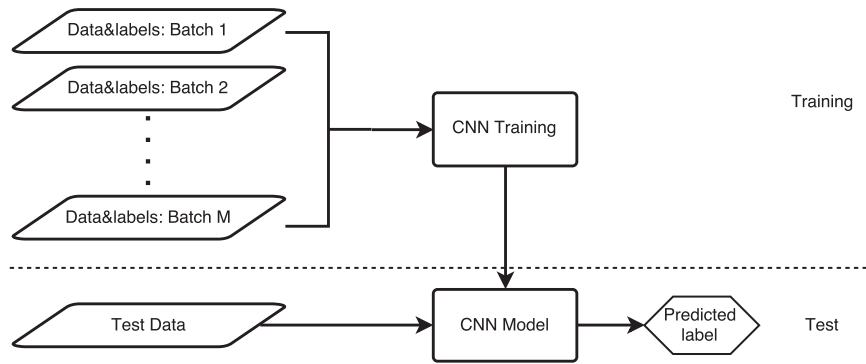 Data&labels: Batch 1
Data&labels: Batch 2
CNN Training
Training
Data&labels: Batch M
Test Data
CNN Model
Predicted
label
Test